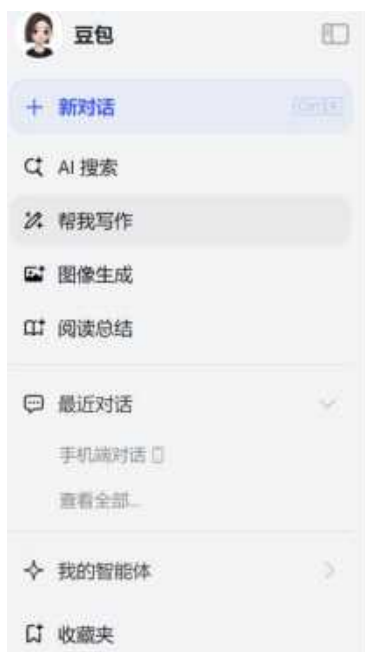 豆包
新对话
AI 搜索
帮我写作
图像生成
阅读总结
最近对话
手机端对话
查看全部...
我的智能体
收藏夹